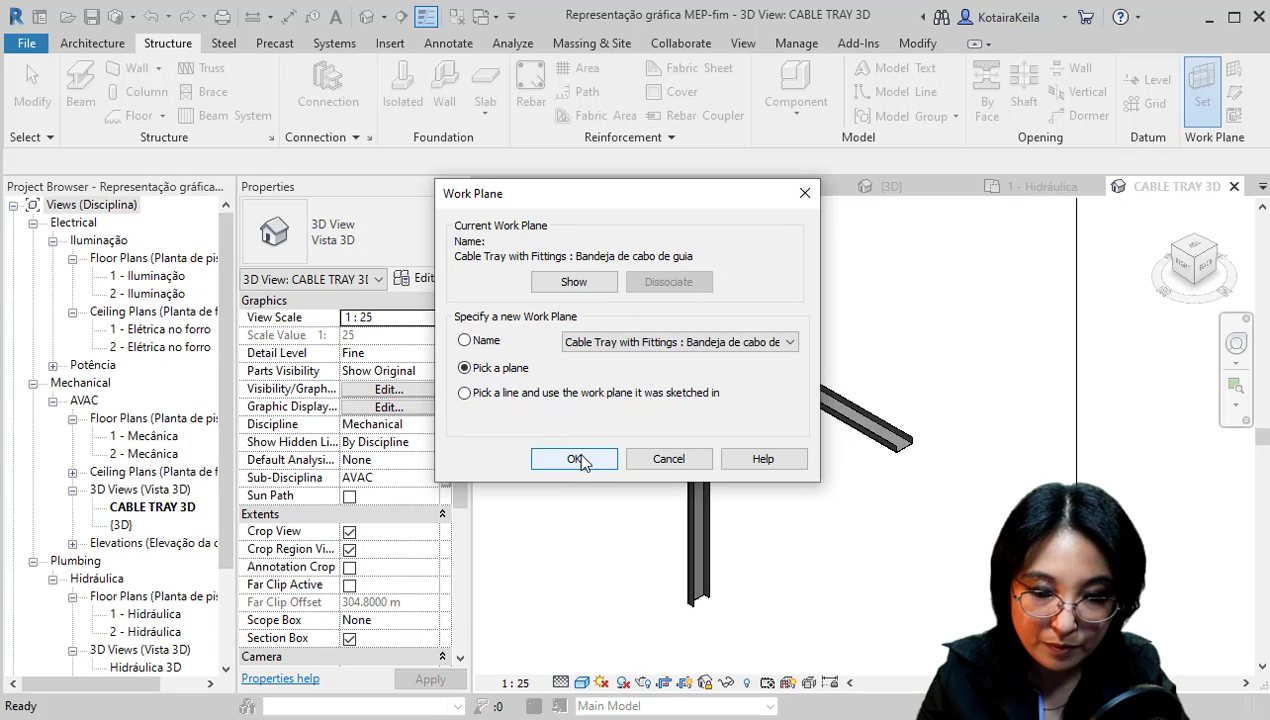 Representação gráfica MEP-fim - 3D View: CABLE TRAY 3D
KotairaKeila
File Architecture Structure Steel Precast Systems Insert Annotate Analyze Massing & Site Collaborate View Manage Add-Ins Modify
Modify
Beam
Wall
Column
Floor
Truss
Brace
Beam System
Connection
Isolated
Wall
Slab
Rebar
Area
Path
Fabric Area
Fabric Sheet
Cover
Rebar Coupler
Component
Model Text
Model Line
Model Group
By Face
Shaft
Wall
Vertical
Dormer
Level
Grid
Set
Select Structure Connection Foundation Reinforcement Model Opening Datum Work Plane
Project Browser - Representação gráfica...
Views (Disciplina)
Electrical
Iluminação
Floor Plans (Planta de pis
1 - Iluminação
2 - Iluminação
Ceiling Plans (Planta de fo
1 - Elétrica no forro
2 - Elétrica no forro
Potência
Mechanical
AVAC
Floor Plans (Planta de pis
1 - Mecânica
2 - Mecânica
Ceiling Plans (Planta de fo
3D Views (Vista 3D)
CABLE TRAY 3D
{3D}
Elevations (Elevação da c
Plumbing
Hidráulica
Floor Plans (Planta de pis
1 - Hidráulica
2 - Hidráulica
3D Views (Vista 3D)
Hidráulica 3D
Properties
3D View
Vista 3D
3D View: CABLE TRAY 3D
Edit
Graphics
View Scale 1 : 25
Scale Value 1: 25
Detail Level Fine
Parts Visibility Show Original
Visibility/Graph... Edit...
Graphic Display... Edit...
Discipline Mechanical
Show Hidden Li... By Discipline
Default Analysi... None
Sub-Discipline AVAC
Sun Path
Extents
Crop View
Crop Region Vi...
Annotation Crop
Far Clip Active
Far Clip Offset 304.8000 m
Scope Box None
Section Box
Camera
Properties help Apply
Work Plane
Current Work Plane
Name:
Cable Tray with Fittings : Bandeja de cabo de guia
Show Dissociate
Specify a new Work Plane
Name Cable Tray with Fittings : Bandeja de cabo de
Pick a plane
Pick a line and use the work plane it was sketched in
OK Cancel Help
{3D} 1 - Hidráulica CABLE TRAY 3D
RIGHT BACK
1 : 25
Ready
:0
Main Model